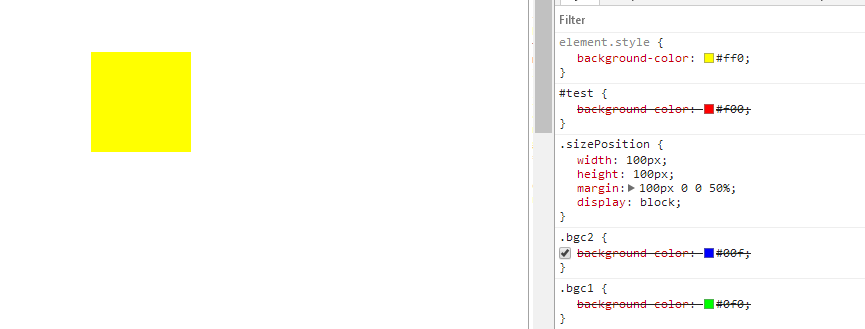 Filter
element.style {
background-color: #ff0;
}
#test {
background-color: #f00;
}
.sizePosition {
width: 100px;
height: 100px;
margin: 100px 0 0 50%;
display: block;
}
.bgc2 {
background-color: #00f;
}
.bgc1 {
background-color: #0f0;
}